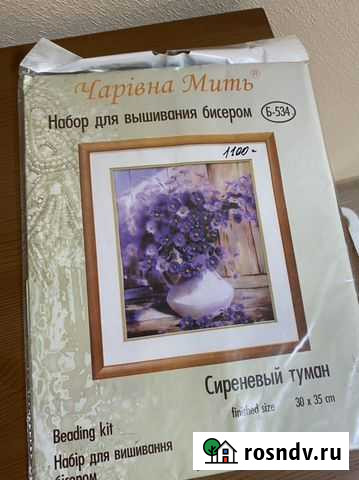 Чарівна Мить®
Набор для вышивания бисером Б-534
1100-
Сиреневый туман
finished size 30 x 35 cm
Beading kit
Набір для вишивання
бісером
rosndv.ru